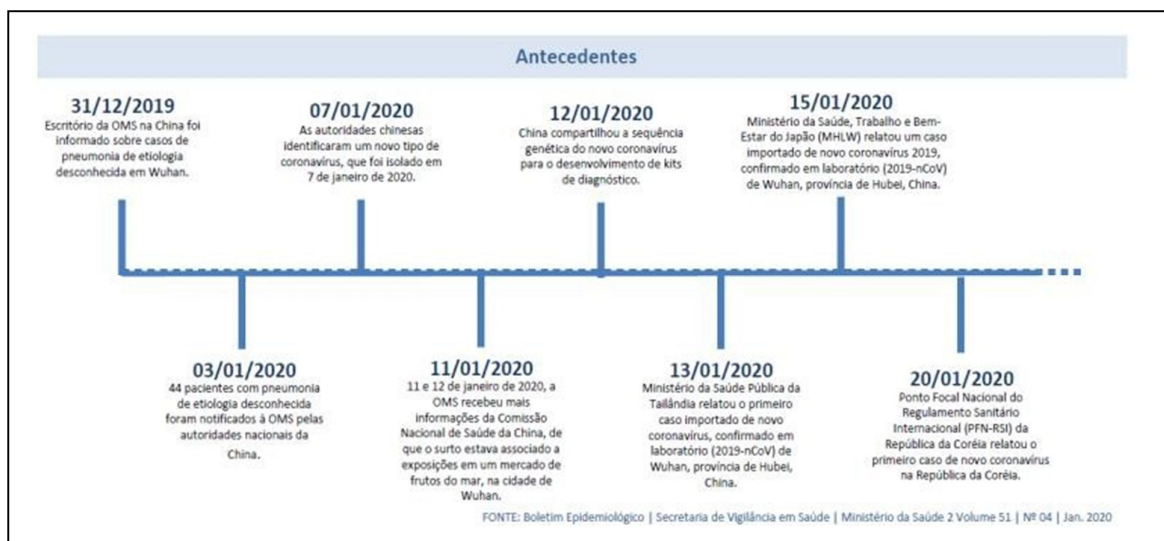 Antecedentes
31/12/2019
Escritório da OMS na China foi
informado sobre casos de
pneumonia de etiologia
desconhecida em Wuhan.
07/01/2020
As autoridades chinesas
identificaram um novo tipo de
coronavírus, que foi isolado em
7 de janeiro de 2020.
12/01/2020
China compartilhou a sequência
genética do novo coronavírus
para o desenvolvimento de kits
de diagnóstico.
15/01/2020
Ministério da Saúde, Trabalho e Bem-
Estar do Japão (MHLW) relatou um caso
importado de novo coronavírus 2019,
confirmado em laboratório (2019-nCoV)
de Wuhan, província de Hubei, China.
03/01/2020
44 pacientes com pneumonia
de etiologia desconhecida
foram notificados à OMS pelas
autoridades nacionais da
China.
11/01/2020
11 e 12 de janeiro de 2020, a
OMS recebeu mais
informações da Comissão
Nacional de Saúde da China, de
que o surto estava associado a
exposições em um mercado de
frutos do mar, na cidade de
Wuhan.
13/01/2020
Ministério da Saúde Pública da
Tailândia relatou o primeiro
caso importado de novo
coronavírus, confirmado em
laboratório (2019-nCoV) de
Wuhan, província de Hubei,
China.
20/01/2020
Ponto Focal Nacional do
Regulamento Sanitário
Internacional (PFN-RSI) da
República da Coréia relatou o
primeiro caso de novo coronavírus
na República da Coréia.
FONTE: Boletim Epidemiológico | Secretaria de Vigilância em Saúde | Ministério da Saúde 2 Volume 51 | Nº 04 | Jan. 2020